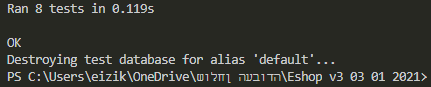 Ran 8 tests in 0.119s
OK
Destroying test database for alias 'default'...
PS C:\Users\eizik\OneDrive\שולחן העבודה\Eshop v3 03 01 2021>